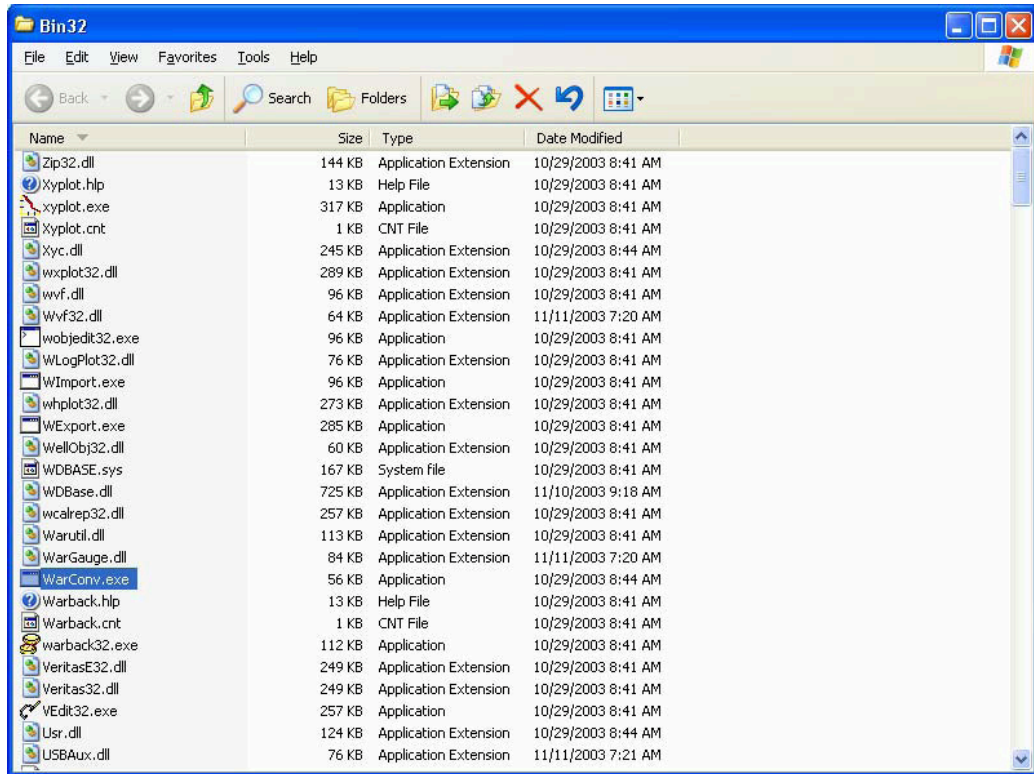 Bin32
File Edit View Favorites Tools Help
Back Search Folders
Name Size Type Date Modified
Zip32.dll 144 KB Application Extension 10/29/2003 8:41 AM
Xyplot.hlp 13 KB Help File 10/29/2003 8:41 AM
xyplot.exe 317 KB Application 10/29/2003 8:41 AM
Xyplot.cnt 1 KB CNT File 10/29/2003 8:41 AM
Xyc.dll 245 KB Application Extension 10/29/2003 8:44 AM
wxplot32.dll 289 KB Application Extension 10/29/2003 8:41 AM
wvf.dll 96 KB Application Extension 10/29/2003 8:41 AM
Wvf32.dll 64 KB Application Extension 11/11/2003 7:20 AM
wobjedit32.exe 96 KB Application 10/29/2003 8:41 AM
WLogPlot32.dll 76 KB Application Extension 10/29/2003 8:41 AM
WImport.exe 96 KB Application 10/29/2003 8:41 AM
whplot32.dll 273 KB Application Extension 10/29/2003 8:41 AM
WExport.exe 285 KB Application 10/29/2003 8:41 AM
WellObj32.dll 60 KB Application Extension 10/29/2003 8:41 AM
WDBASE.sys 167 KB System file 10/29/2003 8:41 AM
WDBase.dll 725 KB Application Extension 11/10/2003 9:18 AM
wcalrep32.dll 257 KB Application Extension 10/29/2003 8:41 AM
Warutil.dll 113 KB Application Extension 10/29/2003 8:41 AM
WarGauge.dll 84 KB Application Extension 11/11/2003 7:20 AM
WarConv.exe 56 KB Application 10/29/2003 8:44 AM
Warback.hlp 13 KB Help File 10/29/2003 8:41 AM
Warback.cnt 1 KB CNT File 10/29/2003 8:41 AM
warback32.exe 112 KB Application 10/29/2003 8:41 AM
VeritasE32.dll 249 KB Application Extension 10/29/2003 8:41 AM
Veritas32.dll 249 KB Application Extension 10/29/2003 8:41 AM
VEdit32.exe 257 KB Application 10/29/2003 8:41 AM
Usr.dll 124 KB Application Extension 10/29/2003 8:44 AM
USBAux.dll 76 KB Application Extension 11/11/2003 7:21 AM